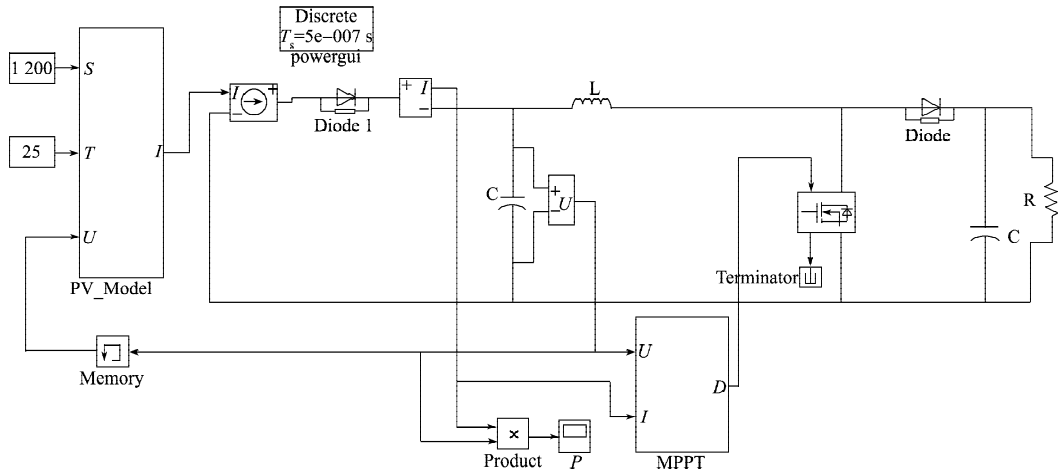 Discrete
Ts=5e−007 s
powergui
1 200
S
I
+
−
Diode 1
+
−
I
L
Diode
25
T
I
C
+
−
U
R
C
U
PV_Model
Terminator
Memory
U
D
I
×
Product
P
MPPT